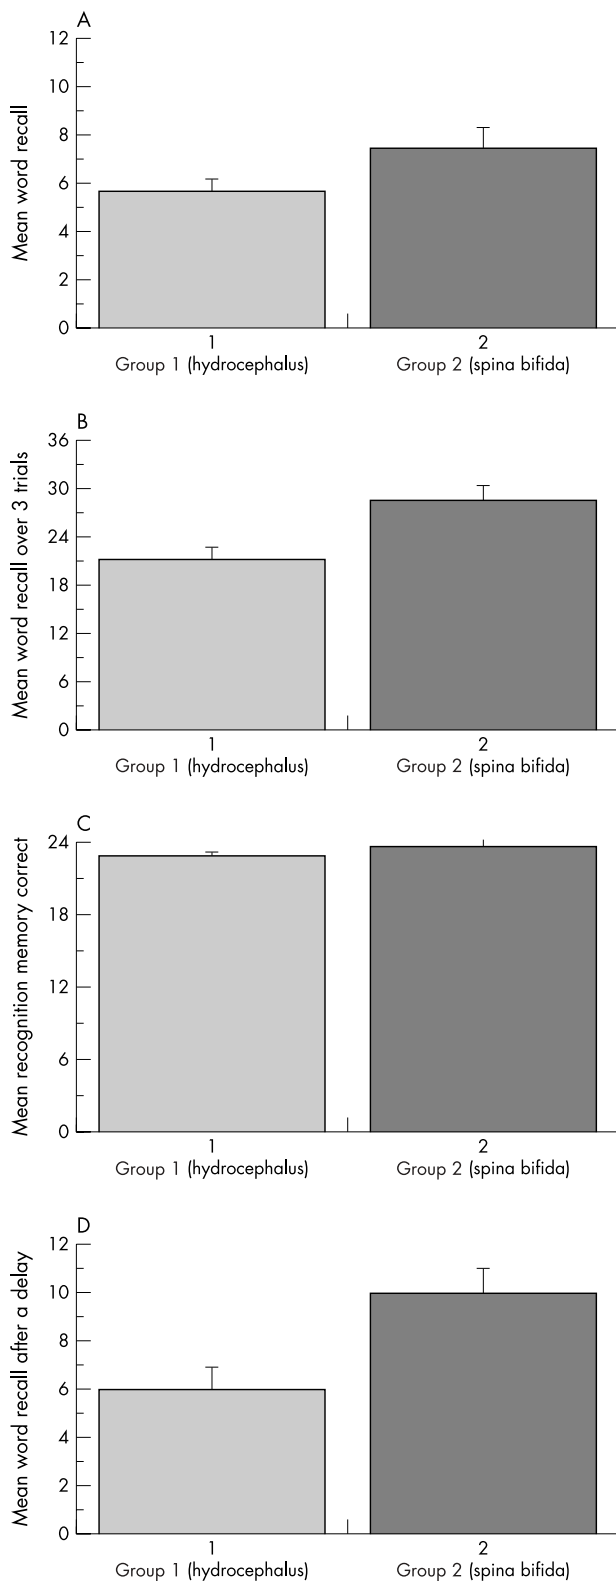 A
Mean word recall
12
10
8
6
4
2
0
1 2
Group 1 (hydrocephalus) Group 2 (spina bifida)
B
Mean word recall over 3 trials
36
30
24
18
12
6
0
1 2
Group 1 (hydrocephalus) Group 2 (spina bifida)
C
Mean recognition memory correct
24
18
12
6
0
1 2
Group 1 (hydrocephalus) Group 2 (spina bifida)
D
Mean word recall after a delay
12
10
8
6
4
2
0
1 2
Group 1 (hydrocephalus) Group 2 (spina bifida)